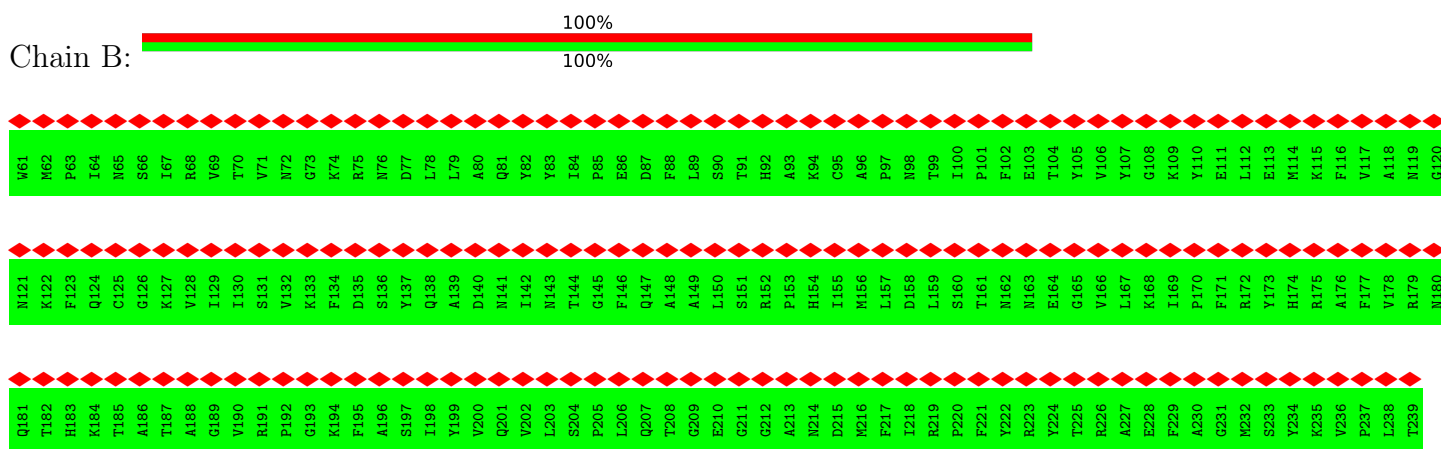 100%
Chain B:
100%
W61 M62 P63 I64 N65 S66 I67 R68 V69 T70 V71 N72 G73 K74 R75 N76 D77 L78 L79 A80 Q81 Y82 Y83 I84 P85 E86 D87 F88 L89 S90 T91 H92 A93 K94 C95 A96 P97 N98 T99 I100 P101 F102 E103 T104 Y105 V106 Y107 G108 K109 Y110 E111 L112 E113 M114 K115 F116 V117 A118 N119 G120
N121 K122 F123 Q124 C125 G126 K127 V128 I129 I130 S131 V132 K133 F134 D135 S136 Y137 Q138 A139 D140 N141 I142 N143 T144 G145 F146 Q147 A148 A149 L150 S151 R152 P153 H154 I155 M156 L157 D158 L159 S160 T161 N162 N163 E164 G165 V166 L167 K168 I169 P170 F171 R172 Y173 H174 R175 A176 F177 V178 R179 N180
Q181 T182 H183 K184 T185 A186 T187 A188 G189 V190 R191 P192 G193 K194 F195 A196 S197 I198 Y199 V200 Q201 V202 L203 S204 P205 L206 Q207 T208 G209 E210 G211 G212 A213 N214 D215 M216 F217 I218 R219 P220 F221 Y222 R223 Y224 T225 R226 A227 E228 F229 A230 G231 M232 S233 Y234 K235 V236 P237 L238 T239